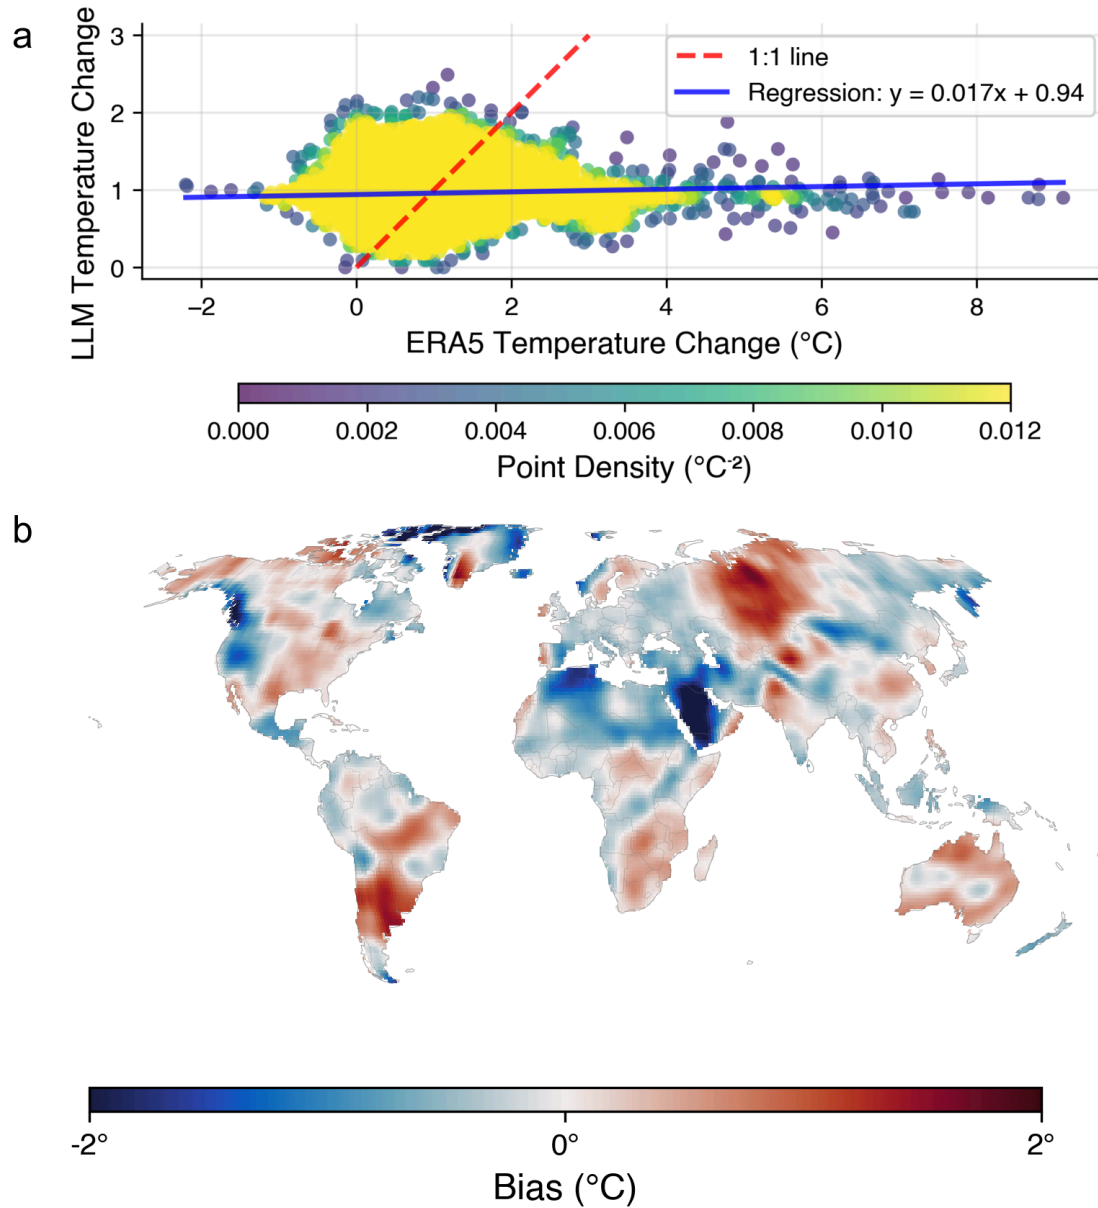 a
LLM Temperature Change
3
2
1
0
1:1 line
Regression: y = 0.017x + 0.94
−2 0 2 4 6 8
ERA5 Temperature Change (°C)
0.000 0.002 0.004 0.006 0.008 0.010 0.012
Point Density (°C⁻²)
b
-2° 0° 2°
Bias (°C)